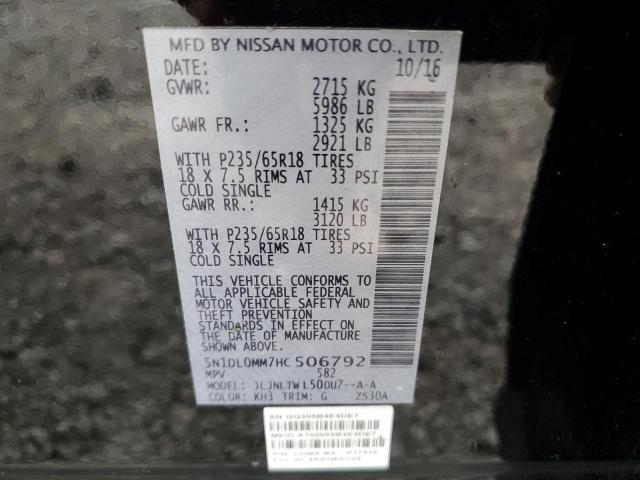 MFD BY NISSAN MOTOR CO., LTD.
DATE: 10/16
GVWR: 2715 KG
5986 LB
GAWR FR.: 1325 KG
2921 LB
WITH P235/65R18 TIRES
18 X 7.5 RIMS AT 33 PSI
COLD SINGLE
GAWR RR.: 1415 KG
3120 LB
WITH P235/65R18 TIRES
18 X 7.5 RIMS AT 33 PSI
COLD SINGLE
THIS VEHICLE CONFORMS TO
ALL APPLICABLE FEDERAL
MOTOR VEHICLE SAFETY AND
THEFT PREVENTION
STANDARDS IN EFFECT ON
THE DATE OF MANUFACTURE
SHOWN ABOVE.
5N1DL0MM7HC506792
MPV 582
MODEL: JLJNLTWL50DU7--A-A
COLOR: KH3 TRIM: G ZS30A